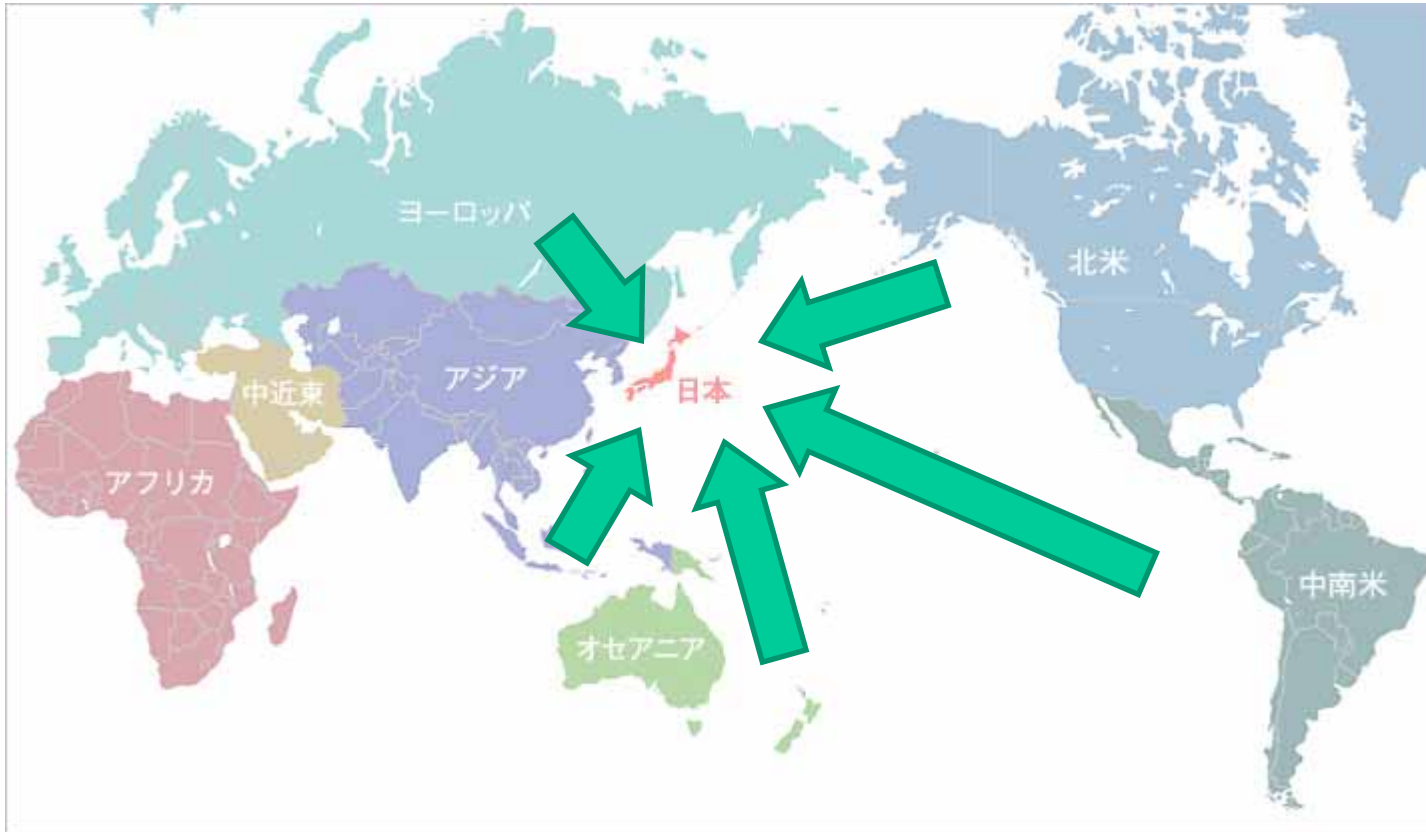 ヨーロッパ
北米
アジア
中近東
日本
アフリカ
中南米
オセアニア